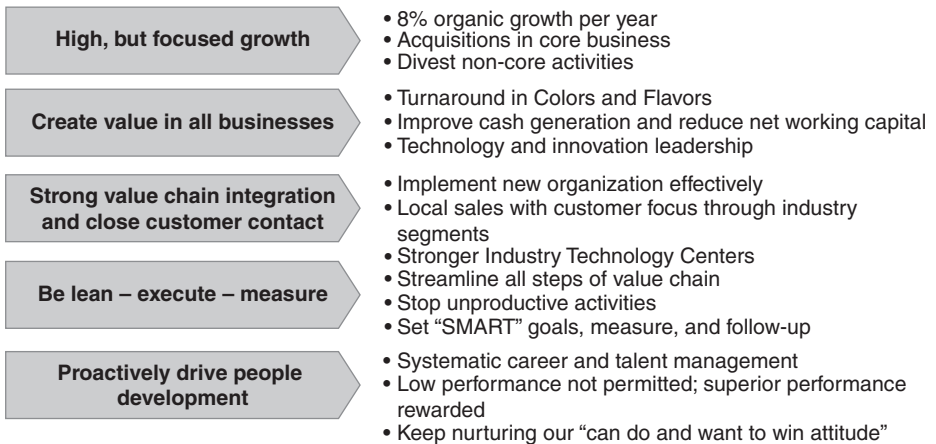 High, but focused growth
• 8% organic growth per year
• Acquisitions in core business
• Divest non-core activities
Create value in all businesses
• Turnaround in Colors and Flavors
• Improve cash generation and reduce net working capital
• Technology and innovation leadership
Strong value chain integration
and close customer contact
• Implement new organization effectively
• Local sales with customer focus through industry
segments
• Stronger Industry Technology Centers
Be lean – execute – measure
• Streamline all steps of value chain
• Stop unproductive activities
• Set “SMART” goals, measure, and follow-up
Proactively drive people
development
• Systematic career and talent management
• Low performance not permitted; superior performance
rewarded
• Keep nurturing our “can do and want to win attitude”